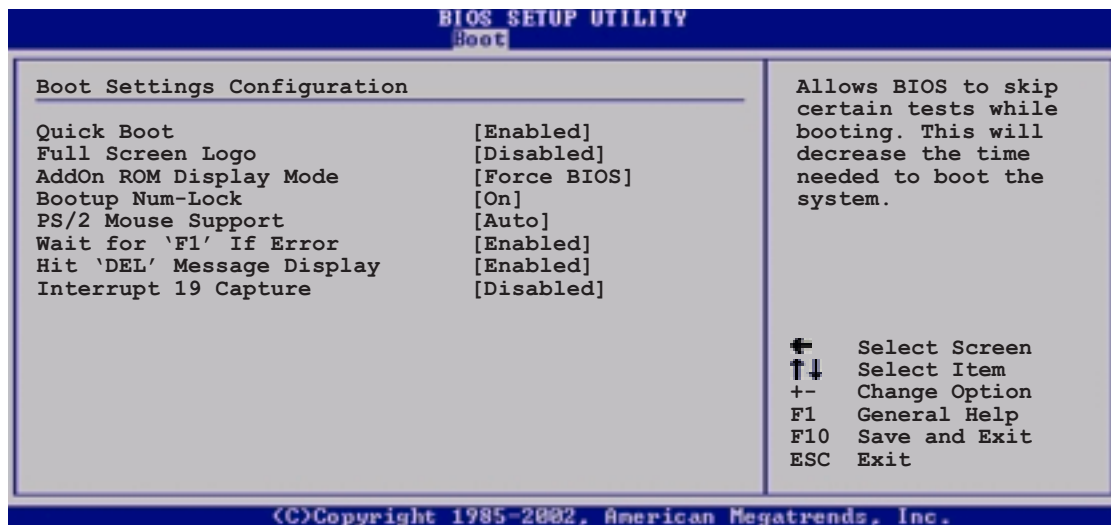 BIOS SETUP UTILITY
Boot
Boot Settings Configuration
Quick Boot [Enabled]
Full Screen Logo [Disabled]
AddOn ROM Display Mode [Force BIOS]
Bootup Num-Lock [On]
PS/2 Mouse Support [Auto]
Wait for ‘F1’ If Error [Enabled]
Hit ‘DEL’ Message Display [Enabled]
Interrupt 19 Capture [Disabled]
Allows BIOS to skip
certain tests while
booting. This will
decrease the time
needed to boot the
system.
← Select Screen
↑↓ Select Item
+- Change Option
F1 General Help
F10 Save and Exit
ESC Exit
(C)Copyright 1985-2002, American Megatrends, Inc.